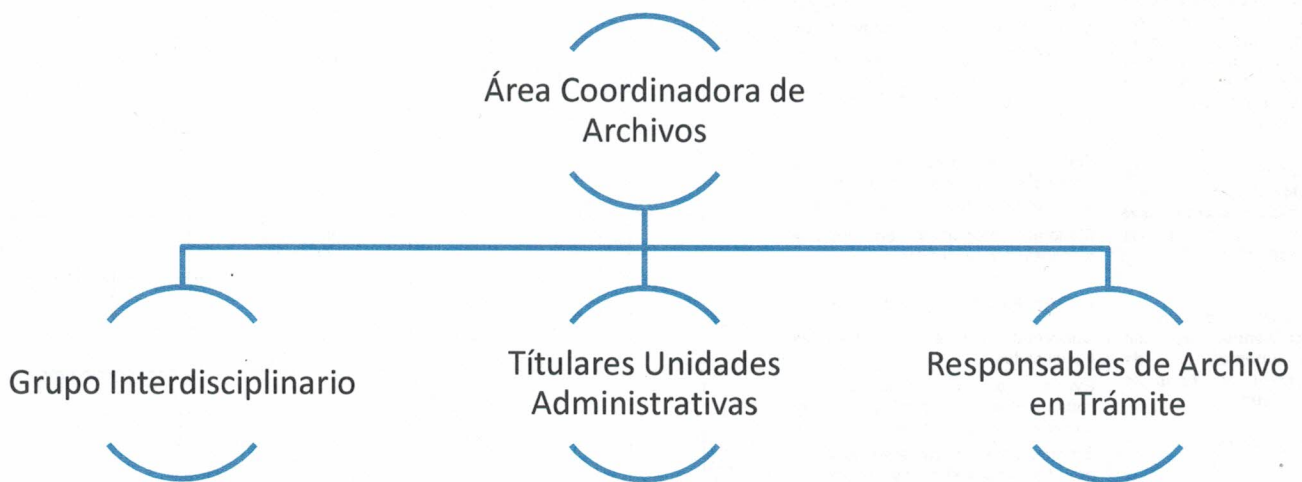 Área Coordinadora de
Archivos
Grupo Interdisciplinario
Títulares Unidades
Administrativas
Responsables de Archivo
en Trámite